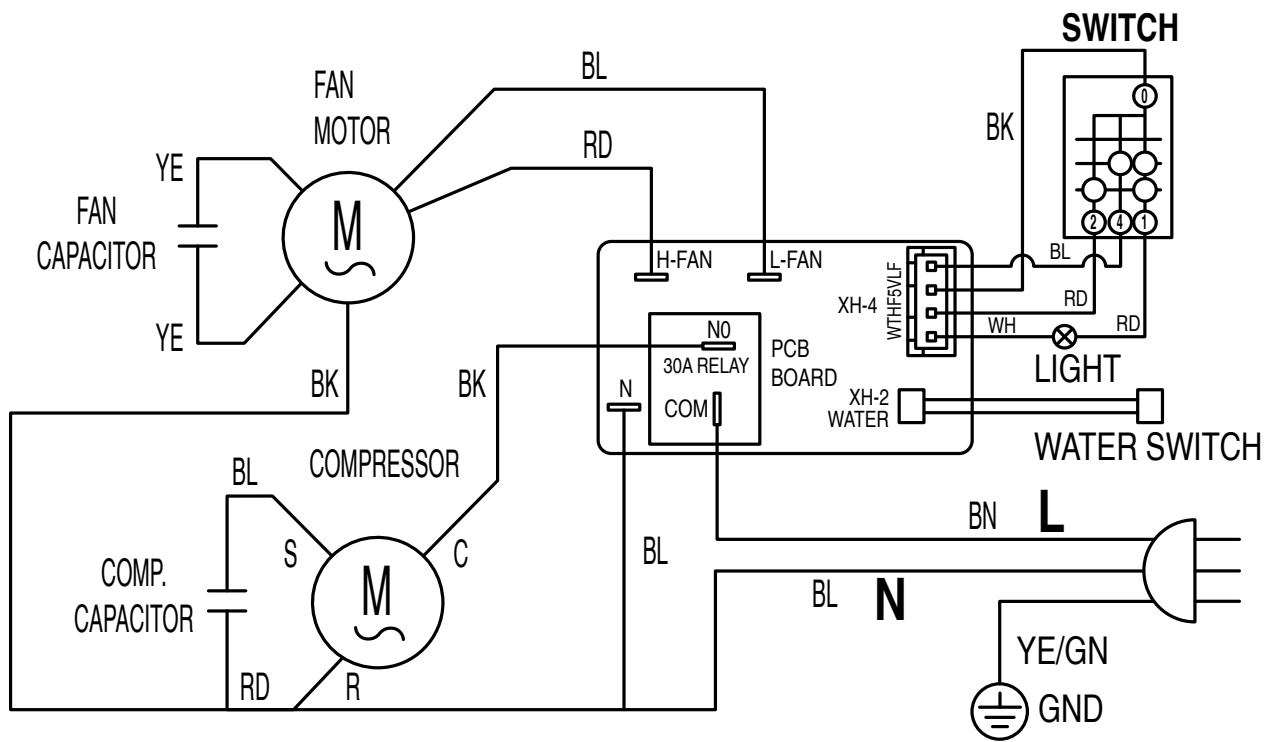 SWITCH
BL
FAN
MOTOR
0
BK
RD
YE
M
FAN
CAPACITOR
2
4
1
H-FAN
L-FAN
BL
XH-4
WTHF5VLF
RD
N0
WH
RD
YE
30A RELAY
PCB
BOARD
LIGHT
BK
BK
N
COM
XH-2
WATER
WATER SWITCH
COMPRESSOR
BL
BN
L
S
C
BL
COMP.
CAPACITOR
M
BL
N
YE/GN
RD
R
GND